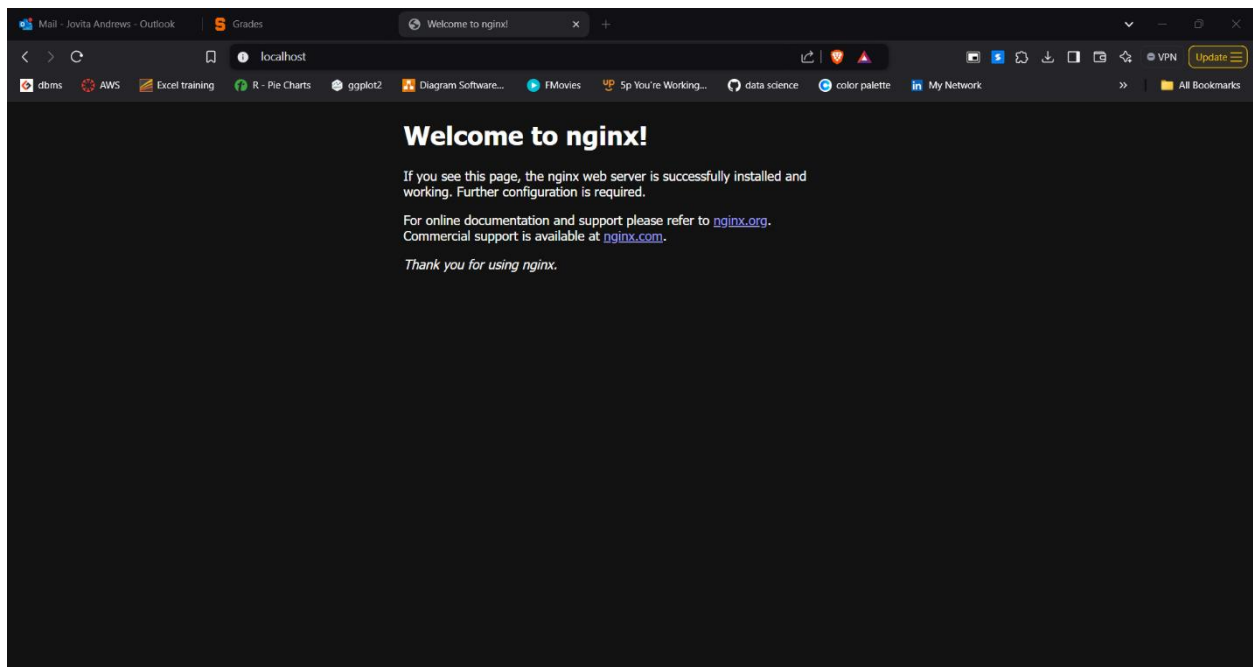 Mail - Jovita Andrews - Outlook
Grades
Welcome to nginx!
localhost
VPN
Update
dbms
AWS
Excel training
R - Pie Charts
ggplot2
Diagram Software...
FMovies
5p You're Working...
data science
color palette
My Network
All Bookmarks
Welcome to nginx!
If you see this page, the nginx web server is successfully installed and
working. Further configuration is required.
For online documentation and support please refer to nginx.org.
Commercial support is available at nginx.com.
Thank you for using nginx.